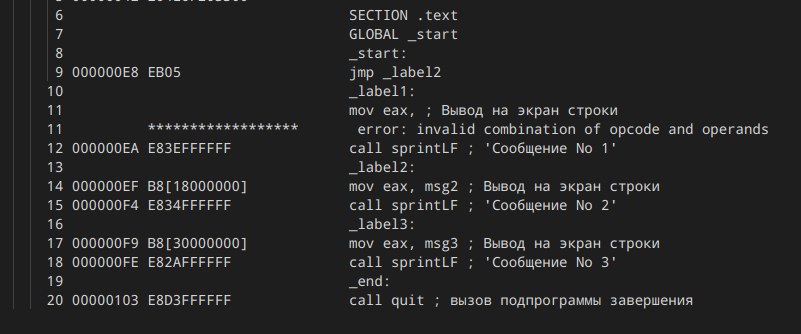 6 SECTION .text
7 GLOBAL _start
8 _start:
9 000000E8 EB05 jmp _label2
10 _label1:
11 mov eax, ; Вывод на экран строки
11 ****************** error: invalid combination of opcode and operands
12 000000EA E83EFFFFFF call sprintLF ; 'Сообщение No 1'
13 _label2:
14 000000EF B8[18000000] mov eax, msg2 ; Вывод на экран строки
15 000000F4 E834FFFFFF call sprintLF ; 'Сообщение No 2'
16 _label3:
17 000000F9 B8[30000000] mov eax, msg3 ; Вывод на экран строки
18 000000FE E82AFFFFFF call sprintLF ; 'Сообщение No 3'
19 _end:
20 00000103 E8D3FFFFFF call quit ; вызов подпрограммы завершения